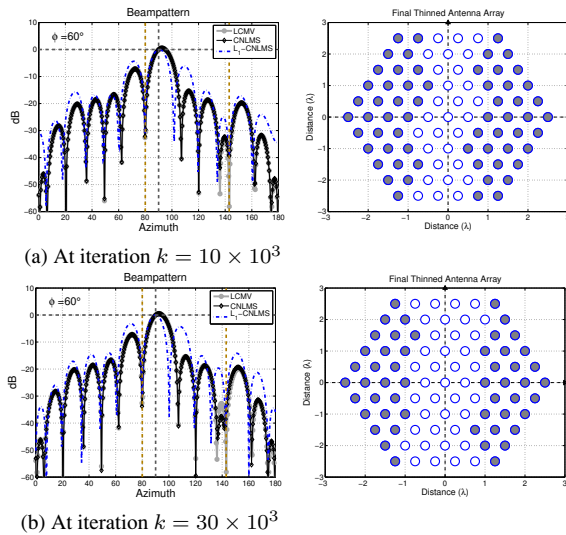 Beampattern
ϕ =60°
LCMV
CNLMS
L1−CNLMS
dB
0
−10
−20
−30
−40
−50
−60
0 20 40 60 80 100 120 140 160 180
Azimuth
Final Thinned Antenna Array
Distance (λ)
3
2
1
0
−1
−2
−3
−3 −2 −1 0 1 2 3
Distance (λ)
(a) At iteration k = 10 × 10³
Beampattern
ϕ =60°
LCMV
CNLMS
L1−CNLMS
dB
0
−10
−20
−30
−40
−50
−60
0 20 40 60 80 100 120 140 160 180
Azimuth
Final Thinned Antenna Array
Distance (λ)
3
2
1
0
−1
−2
−3
−3 −2 −1 0 1 2 3
Distance (λ)
(b) At iteration k = 30 × 10³